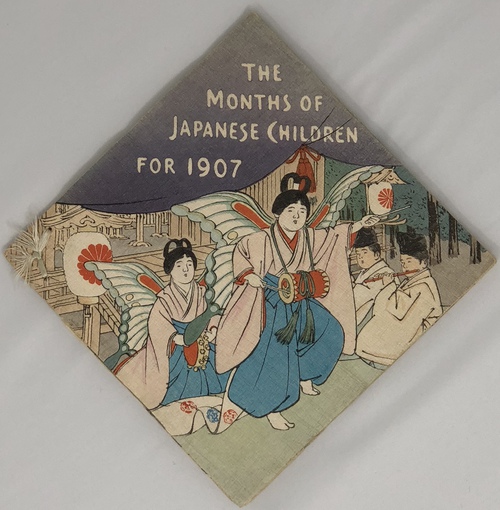 THE
MONTHS OF
JAPANESE CHILDREN
FOR 1907